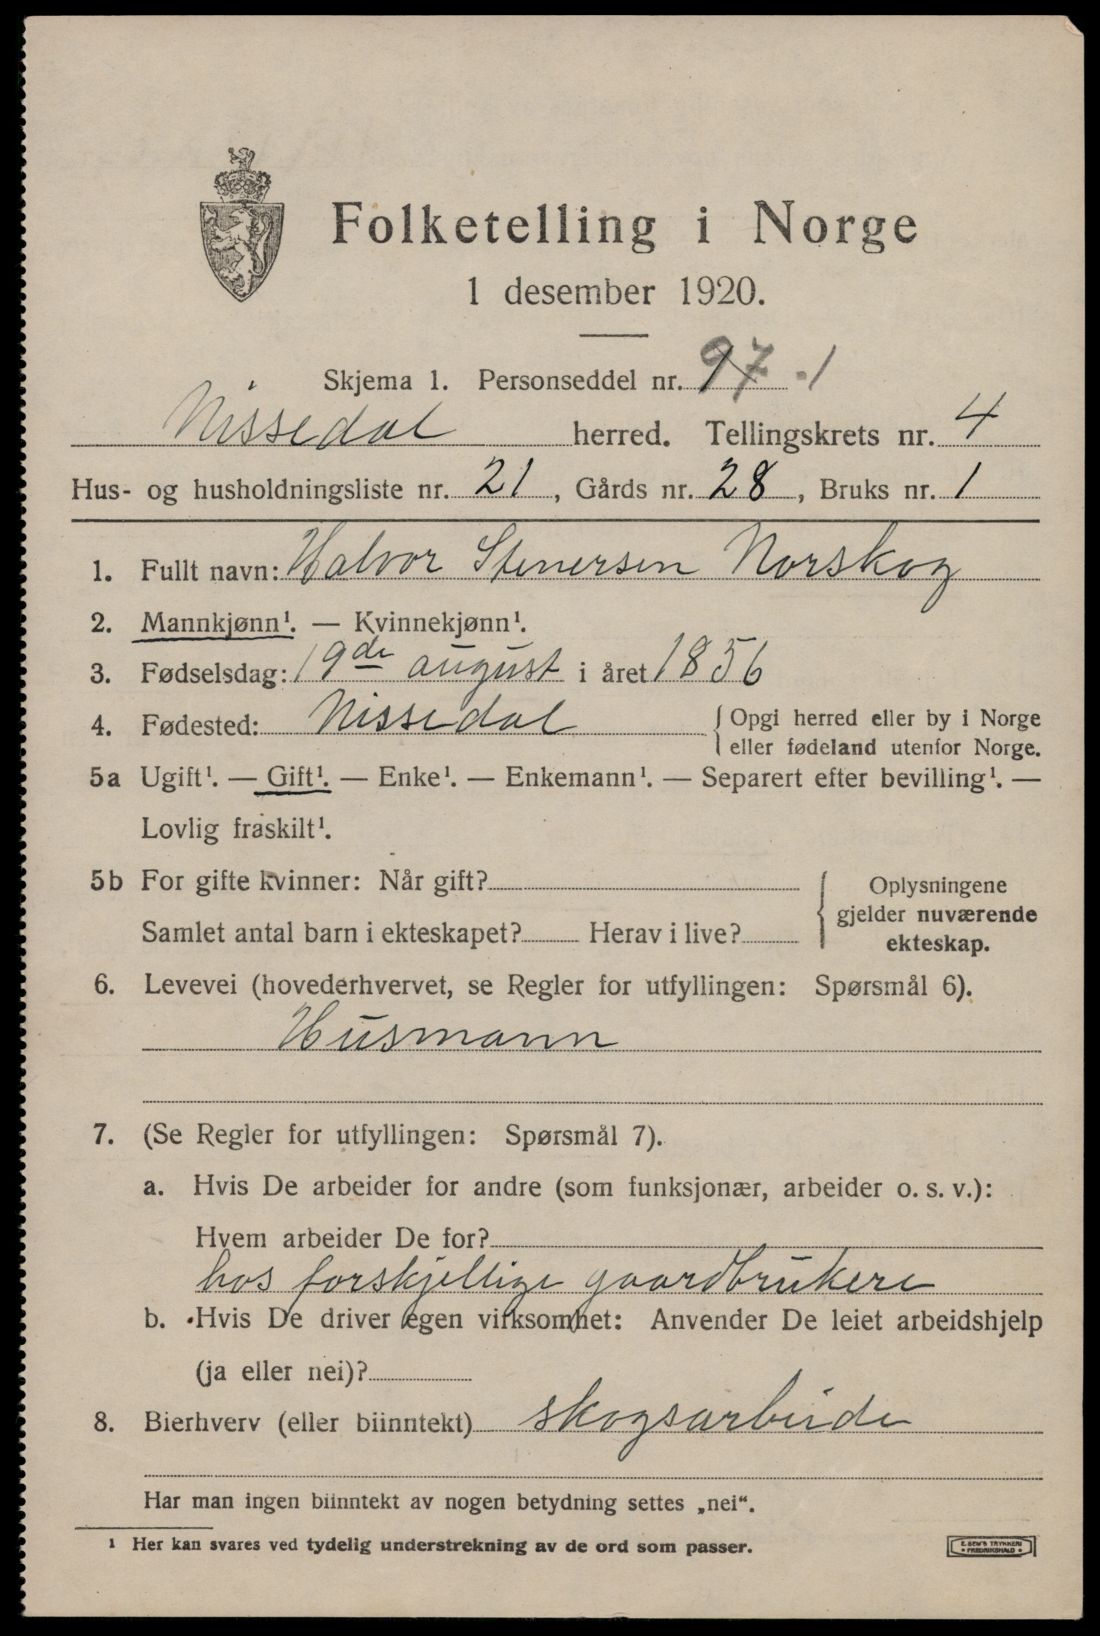 Folketelling i Norge
1 desember 1920.
Skjema 1. Personseddel nr. 97.1
Nissedal herred. Tellingskrets nr. 4
Hus- og husholdningsliste nr. 21, Gårds nr. 28, Bruks nr. 1
1. Fullt navn: Halvor Stenersen Norskog
2. Mannkjønn¹. — Kvinnekjønn¹.
3. Fødselsdag: 19de august i året 1856
4. Fødested: Nissedal { Opgi herred eller by i Norge
eller fødeland utenfor Norge.
5a Ugift¹. — Gift¹. — Enke¹. — Enkemann¹. — Separert efter bevilling¹. —
Lovlig fraskilt¹.
5b For gifte kvinner: Når gift? { Oplysningene
gjelder nuværende
Samlet antal barn i ekteskapet? Herav i live?
ekteskap.
6. Levevei (hovederhvervet, se Regler for utfyllingen: Spørsmål 6).
Husmann
7. (Se Regler for utfyllingen: Spørsmål 7).
a. Hvis De arbeider for andre (som funksjonær, arbeider o. s. v.):
Hvem arbeider De for?
hos forskjellige gaardbrukere
b. Hvis De driver egen virksomhet: Anvender De leiet arbeidshjelp
(ja eller nei)?
8. Bierhverv (eller biinntekt) skogsarbeide
Har man ingen biinntekt av nogen betydning settes „nei".
¹ Her kan svares ved tydelig understrekning av de ord som passer.
E. SEM'S TRYKKERI
• FREDRIKSHALD •